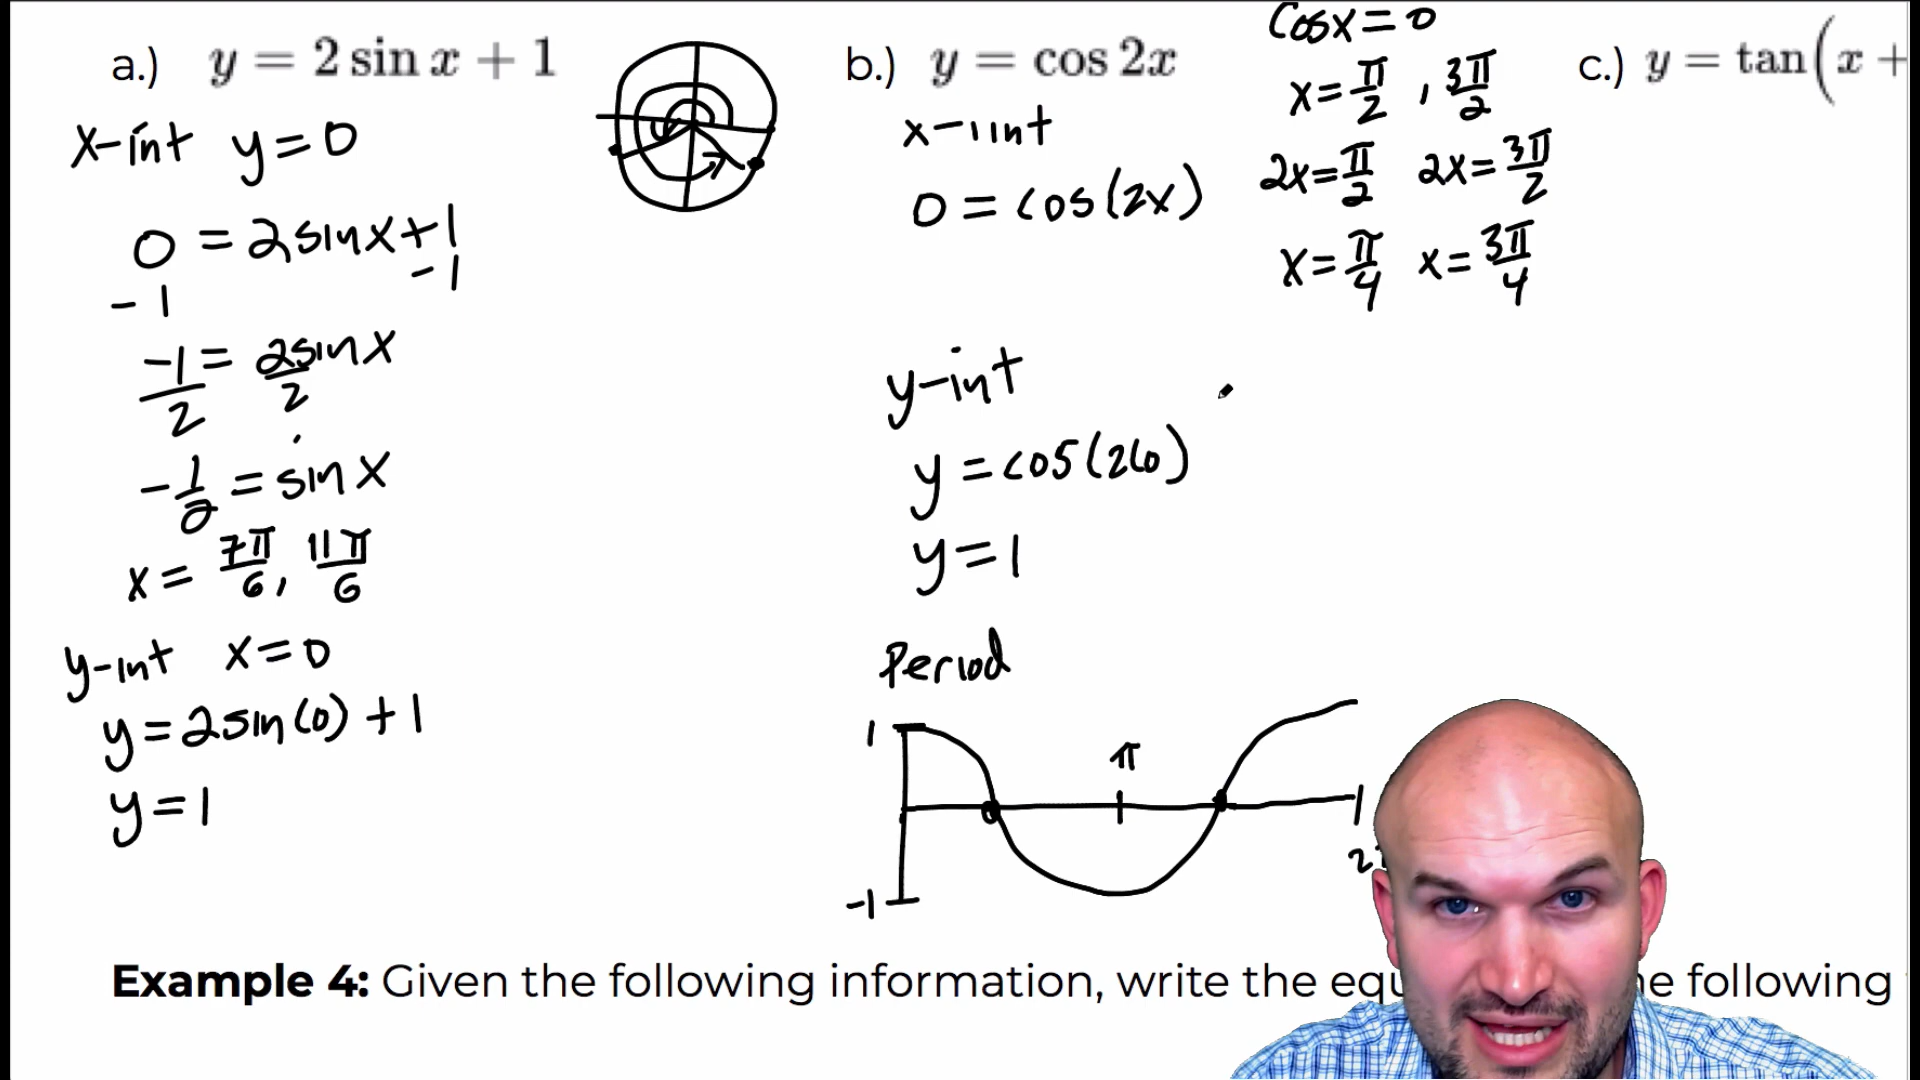 a.) y = 2 sin x + 1
x-int y=0
0 = 2sinx+1
-1 -1
-1/2 = 2sinx/2
-1/2 = sin x
x = 7π/6, 11π/6
y-int x=0
y=2sin(0)+1
y=1
b.) y = cos 2x
x-iint
0 = cos(2x)
Cosx=0
x=π/2, 3π/2
2x=π/2 2x=3π/2
x=π/4 x=3π/4
y-int
y=cos(2(0)
y=1
Period
1
π
-1
c.) y = tan(x +
Example 4: Given the following information, write the equ
e following